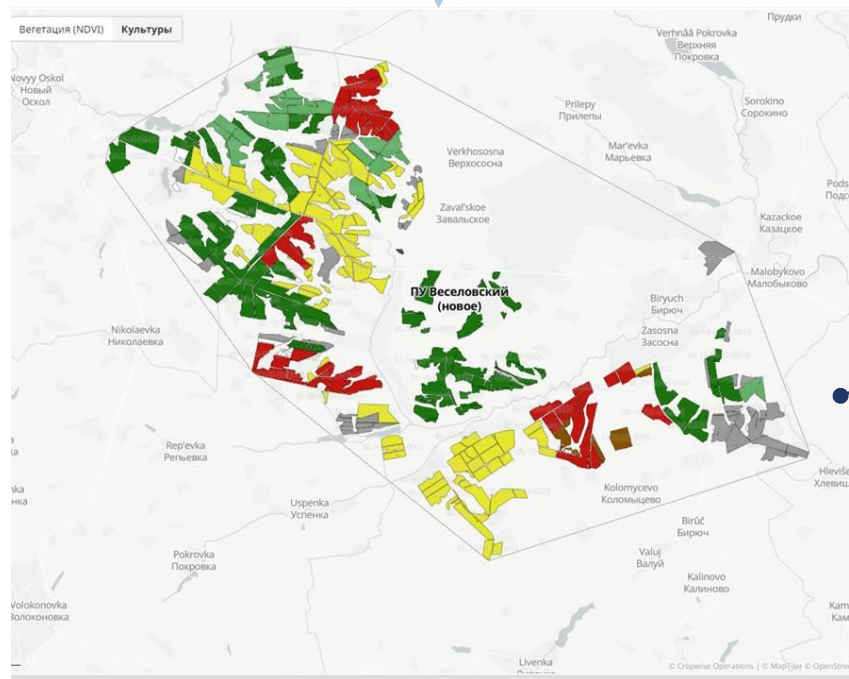 Прудки
Вегетация (NDVI) Культуры
Verhnââ Pokrovka
Верхняя
Покровка
Novyy Oskol
Новый
Оскол
Sorokino
Сорокино
Prilepy
Прилепы
Mar'evka
Марьевка
Verkhososna
Верхососна
Zaval'skoe
Завальское
Kazackoe
Казацкое
Malobykovo
Малобыково
ПУ Веселовский
(новое)
Biryuch
Бирюч
Zasosna
Засосна
Nikolaevka
Николаевка
Rep'evka
Репьевка
Kolomycevo
Коломыцево
Uspenka
Успенка
Birûč
Бирюч
Valuj
Валуй
Pokrovka
Покровка
Kalinovo
Калиново
Volokonovka
Волоконовка
Livenka
© Cropwise Operations | © MapTiler © OpenStree